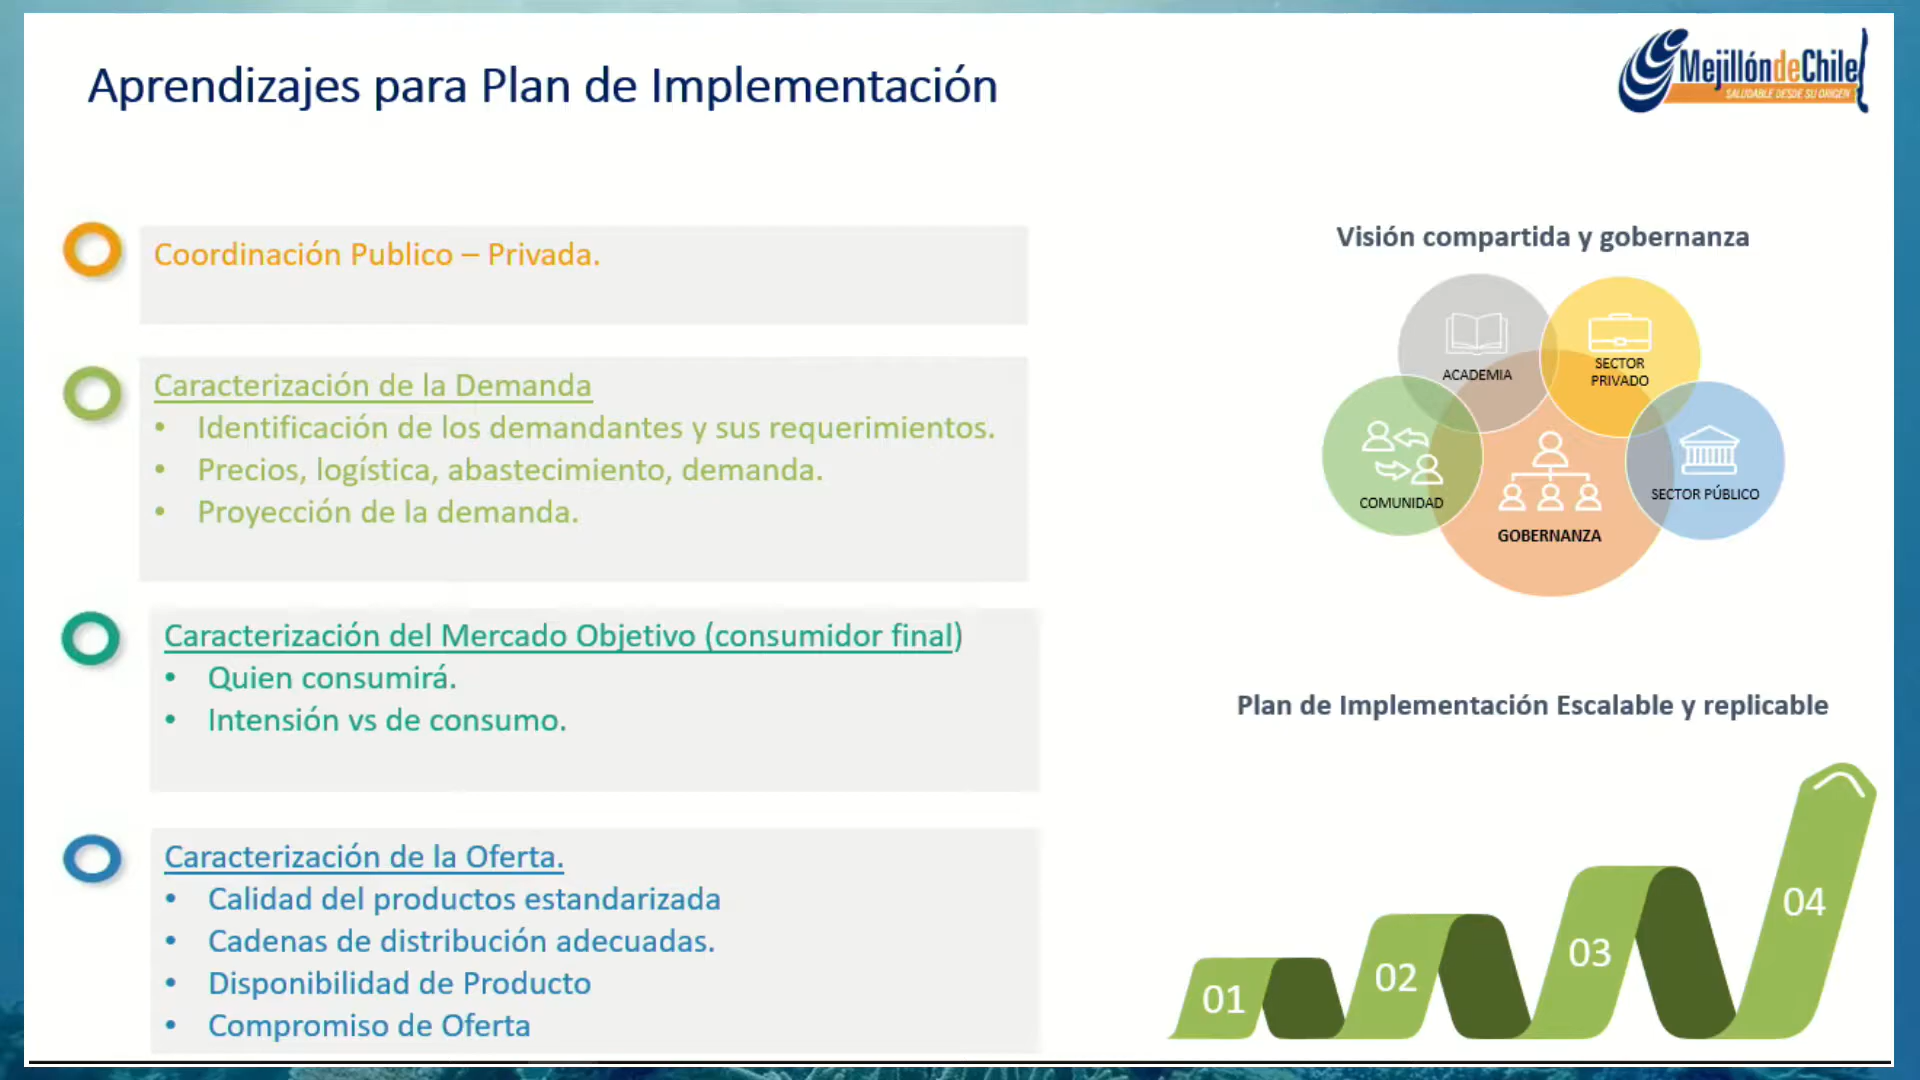 Aprendizajes para Plan de Implementación
MejillóndeChile
SALUDABLE DESDE SU ORIGEN
Coordinación Publico – Privada.
Caracterización de la Demanda
• Identificación de los demandantes y sus requerimientos.
• Precios, logística, abastecimiento, demanda.
• Proyección de la demanda.
Caracterización del Mercado Objetivo (consumidor final)
• Quien consumirá.
• Intensión vs de consumo.
Caracterización de la Oferta.
• Calidad del productos estandarizada
• Cadenas de distribución adecuadas.
• Disponibilidad de Producto
• Compromiso de Oferta
Visión compartida y gobernanza
ACADEMIA
SECTOR
PRIVADO
COMUNIDAD
SECTOR PÚBLICO
GOBERNANZA
Plan de Implementación Escalable y replicable
01
02
03
04